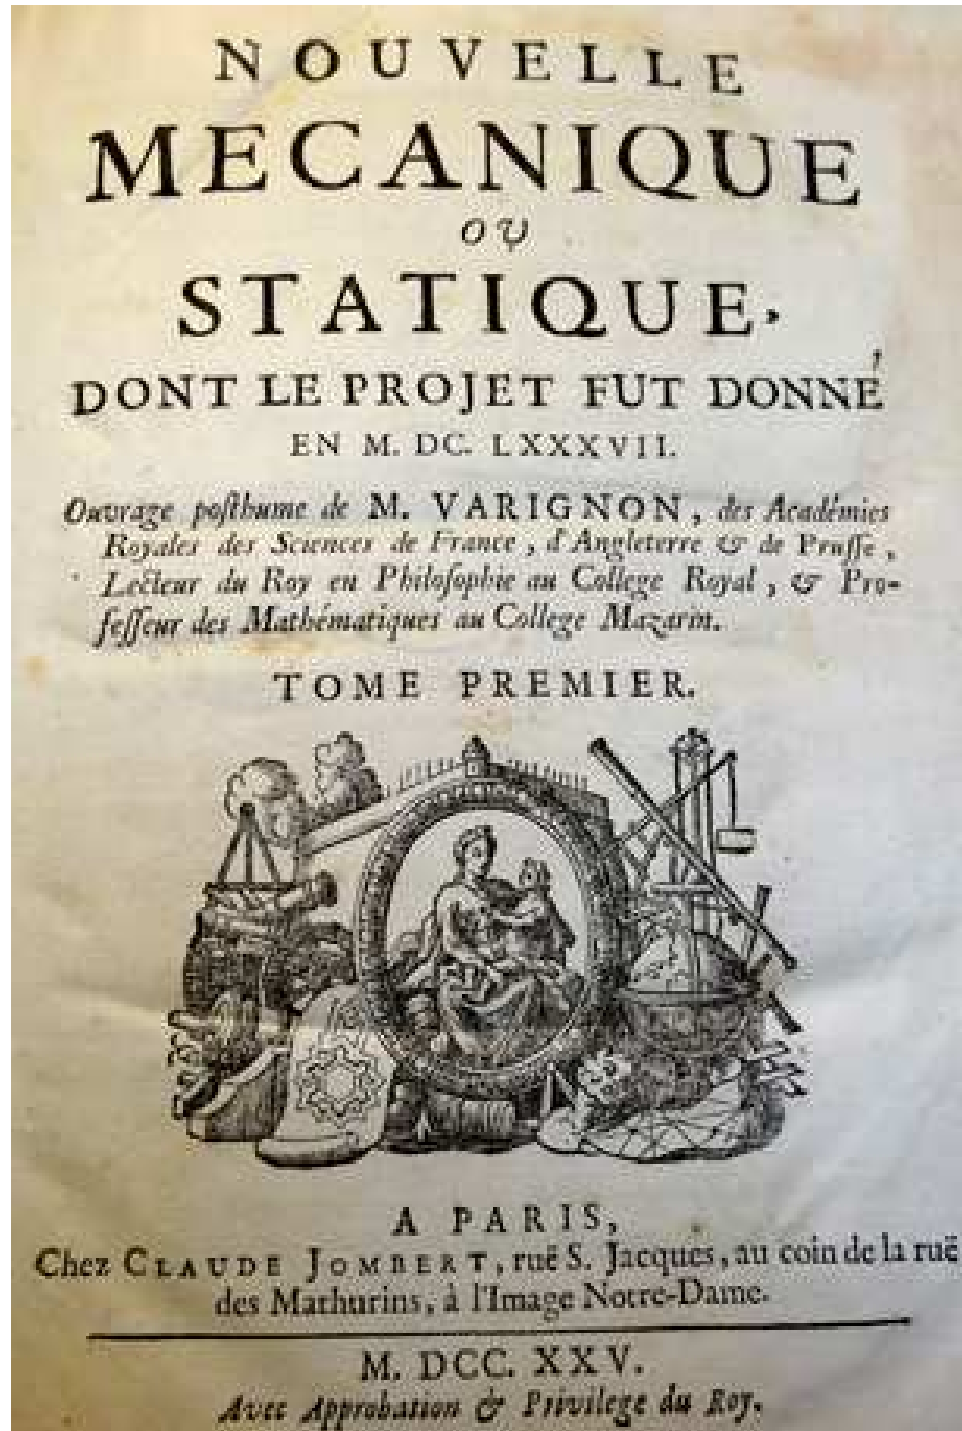 NOUVELLE
MECANIQUE
OU
STATIQUE,
DONT LE PROJET FUT DONNÉ
EN M. DC. LXXXVII.
Ouvrage posthume de M. VARIGNON, des Académies
Royales des Sciences de France, d'Angleterre & de Prusse,
Lecteur du Roy en Philosophie au College Royal, & Pro-
fesseur des Mathématiques au College Mazarin.
TOME PREMIER.
A PARIS,
Chez CLAUDE JOMBERT, ruë S. Jacques, au coin de la ruë
des Mathurins, à l'Image Notre-Dame.
M. DCC. XXV.
Avec Approbation & Privilege du Roy.